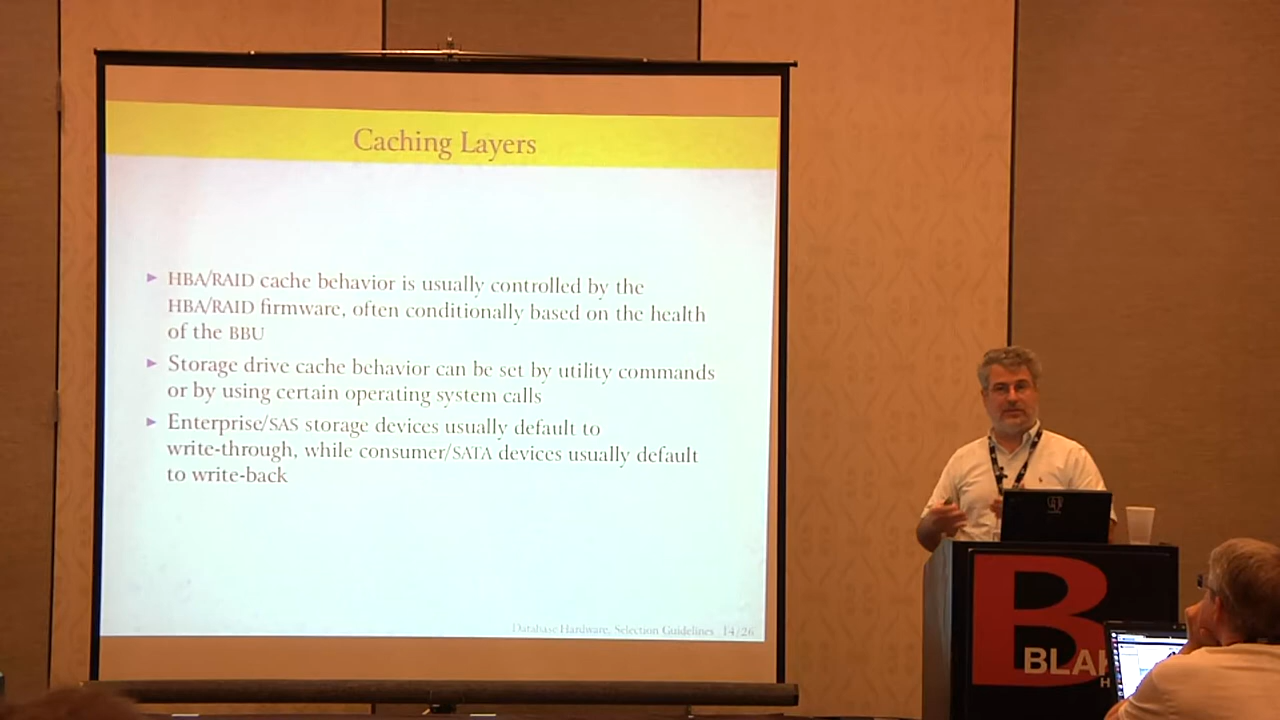 Caching Layers
HBA/RAID cache behavior is usually controlled by the
HBA/RAID firmware, often conditionally based on the health
of the BBU
Storage drive cache behavior can be set by utility commands
or by using certain operating system calls
Enterprise/SAS storage devices usually default to
write-through, while consumer/SATA devices usually default
to write-back
Database Hardware, Selection Guidelines 14/26
B
BLA
H